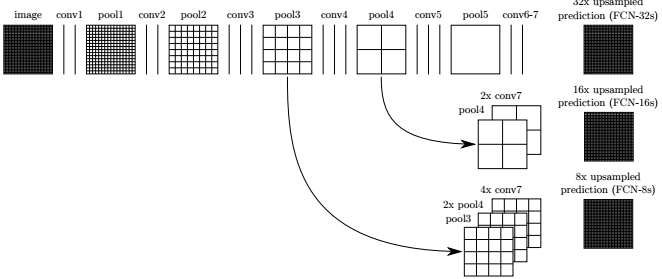 image conv1 pool1 conv2 pool2 conv3 pool3 conv4 pool4 conv5 pool5 conv6-7
32x upsampled
prediction (FCN-32s)
2x conv7
pool4
16x upsampled
prediction (FCN-16s)
4x conv7
2x pool4
pool3
8x upsampled
prediction (FCN-8s)